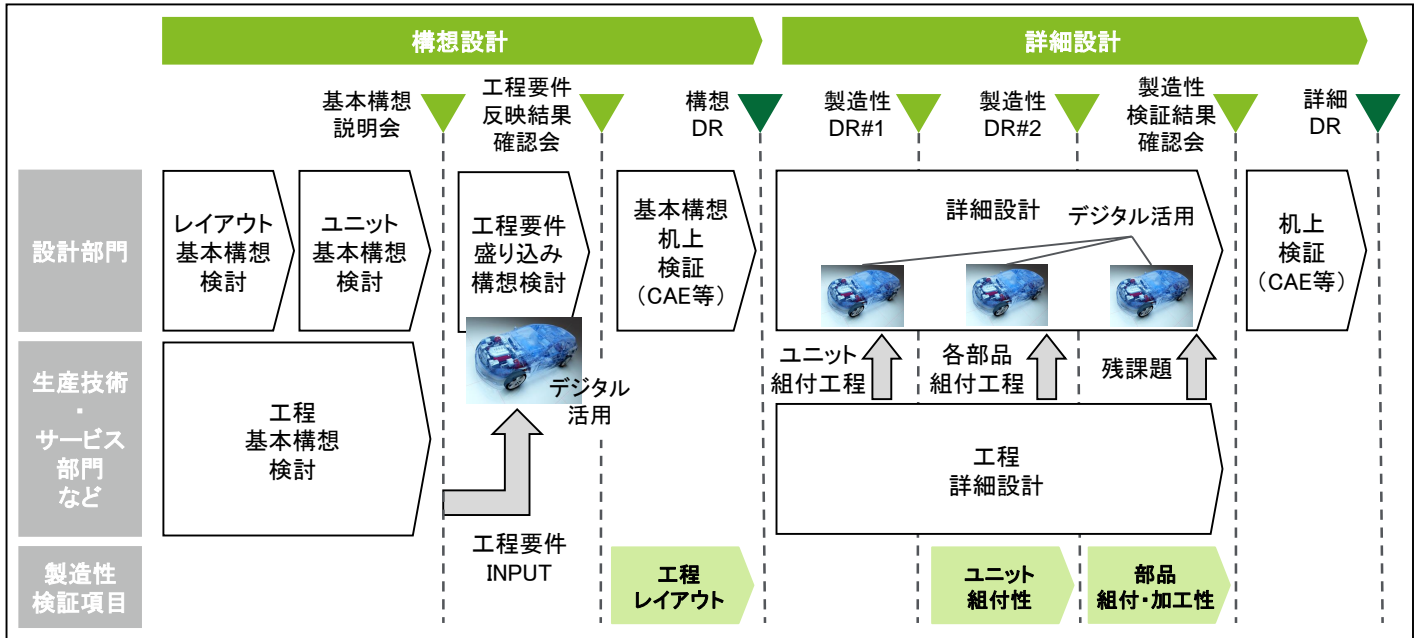 構想設計
詳細設計
基本構想
説明会
工程要件
反映結果
確認会
構想
DR
製造性
DR#1
製造性
DR#2
製造性
検証結果
確認会
詳細
DR
設計部門
レイアウト
基本構想
検討
ユニット
基本構想
検討
工程要件
盛り込み
構想検討
基本構想
机上
検証
（CAE等）
詳細設計
デジタル活用
机上
検証
（CAE等）
生産技術
・
サービス
部門
など
工程
基本構想
検討
デジタル
活用
工程要件
INPUT
ユニット
組付工程
各部品
組付工程
残課題
工程
詳細設計
製造性
検証項目
工程
レイアウト
ユニット
組付性
部品
組付・加工性